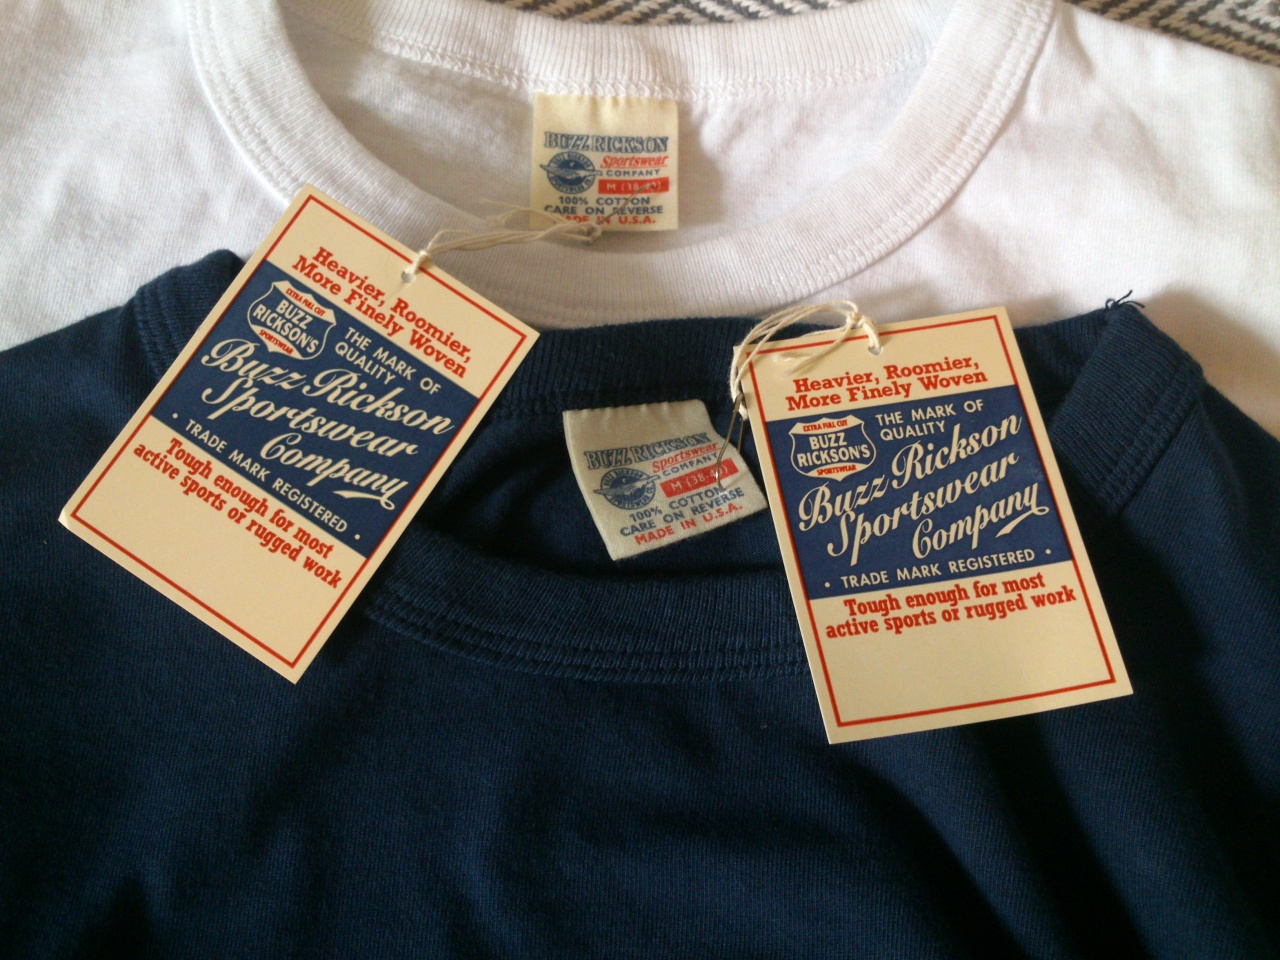 BUZZ RICKSON
Sportswear
COMPANY
M (38-40)
100% COTTON
CARE ON REVERSE
MADE IN U.S.A.
Heavier, Roomier,
More Finely Woven
EXTRA FULL CUT
BUZZ
RICKSON'S
SPORTSWEAR
THE MARK OF
QUALITY
Buzz Rickson
Sportswear
Company
• TRADE MARK REGISTERED •
Tough enough for most
active sports or rugged work
BUZZ RICKSON
Sportswear
COMPANY
M (38-
100% COTTON
CARE ON REVERSE
MADE IN U.S.A.
Heavier, Roomier,
More Finely Woven
EXTRA FULL CUT
BUZZ
RICKSON'S
SPORTSWEAR
THE MARK OF
QUALITY
Buzz Rickson
Sportswear
Company
• TRADE MARK REGISTERED •
Tough enough for most
active sports or rugged work